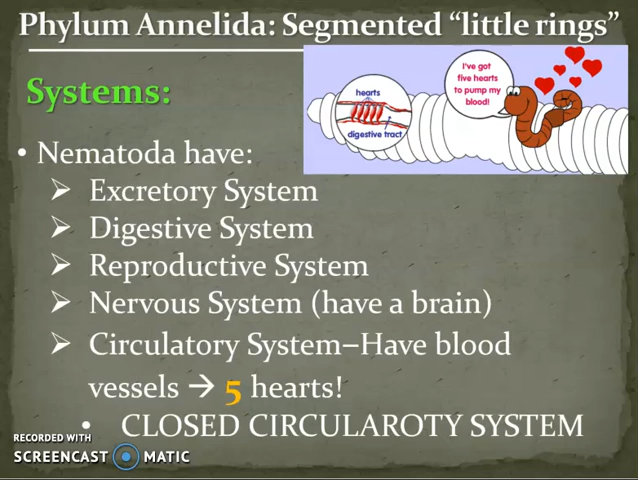 Phylum Annelida: Segmented “little rings”
Systems:
hearts
digestive tract
I've got
five hearts
to pump my
blood!
• Nematoda have:
➢ Excretory System
➢ Digestive System
➢ Reproductive System
➢ Nervous System (have a brain)
➢ Circulatory System–Have blood
vessels → 5 hearts!
• CLOSED CIRCULAROTY SYSTEM
RECORDED WITH
SCREENCAST MATIC